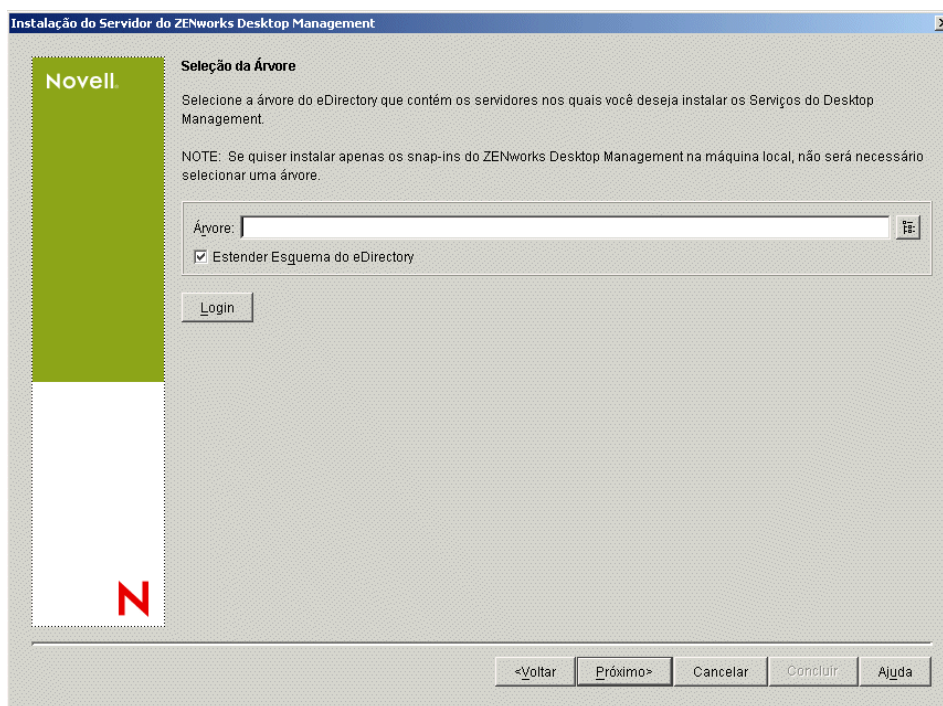 Instalação do Servidor do ZENworks Desktop Management
Novell.
Seleção da Árvore
Selecione a árvore do eDirectory que contém os servidores nos quais você deseja instalar os Serviços do Desktop
Management.
NOTE: Se quiser instalar apenas os snap-ins do ZENworks Desktop Management na máquina local, não será necessário
selecionar uma árvore.
Árvore:
Estender Esquema do eDirectory
Login
N
<Voltar
Próximo>
Cancelar
Concluir
Ajuda